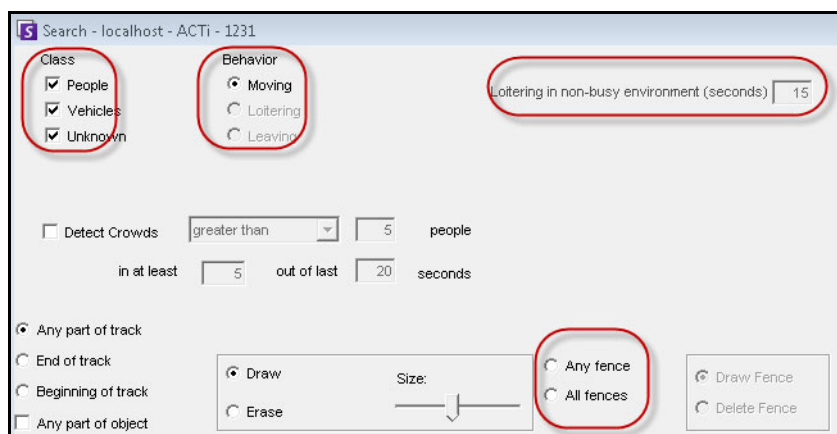 Search - localhost - ACTi - 1231
Class
Behavior
People
Moving
Loitering in non-busy environment (seconds) 15
Vehicles
Loitering
Unknown
Leaving
Detect Crowds greater than 5 people
in at least 5 out of last 20 seconds
Any part of track
End of track
Beginning of track
Any part of object
Draw
Erase
Size:
Any fence
All fences
Draw Fence
Delete Fence